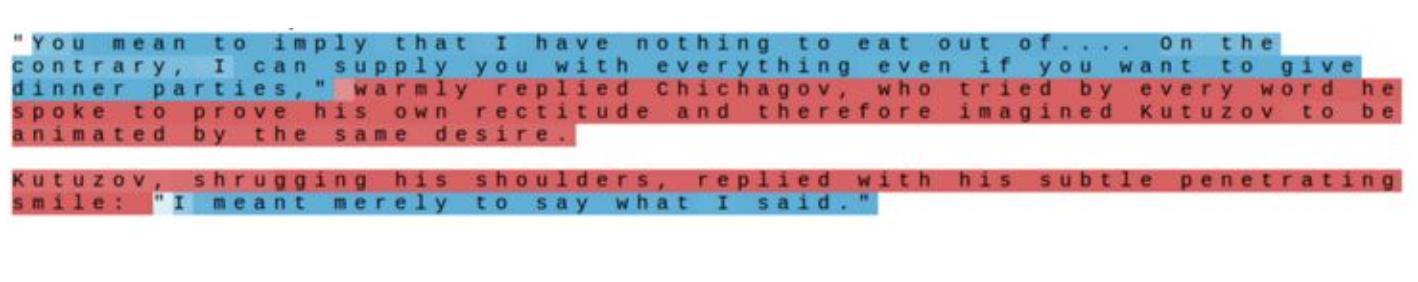 "You mean to imply that I have nothing to eat out of.... On the
contrary, I can supply you with everything even if you want to give
dinner parties," warmly replied Chichagov, who tried by every word he
spoke to prove his own rectitude and therefore imagined Kutuzov to be
animated by the same desire.
Kutuzov, shrugging his shoulders, replied with his subtle penetrating
smile: "I meant merely to say what I said."